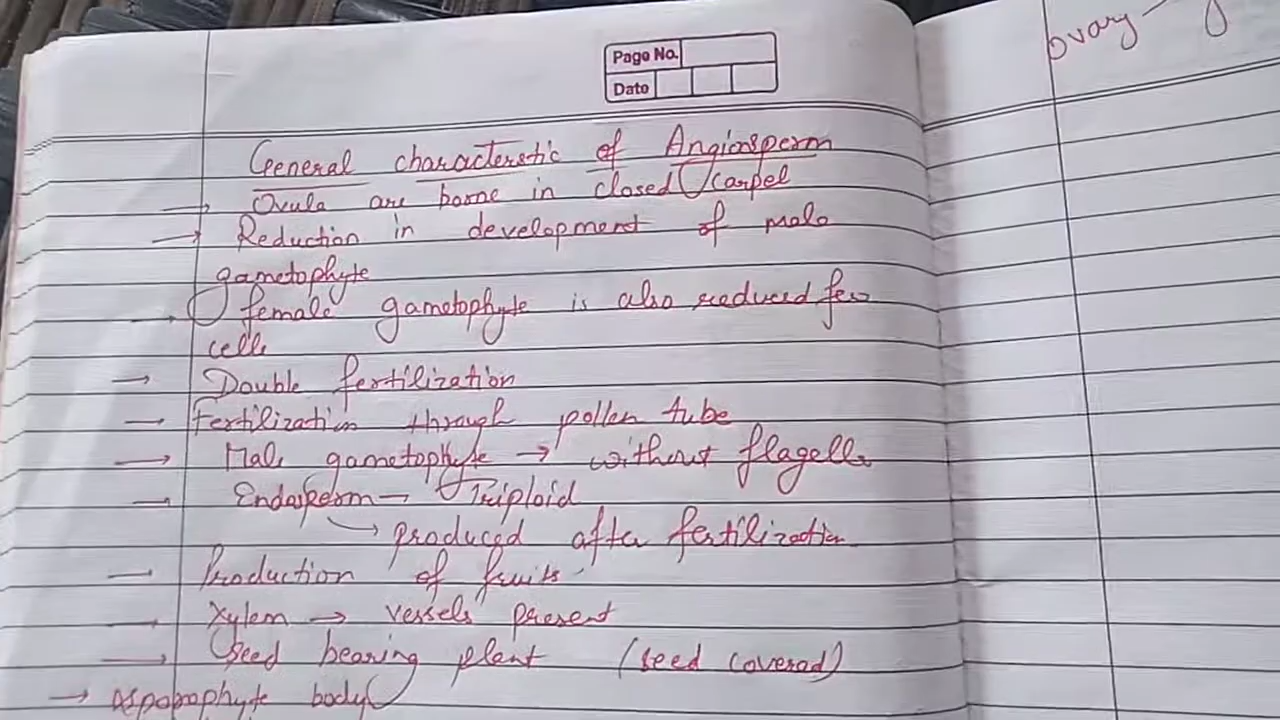 ovary →
Page No.
Date
General characteristic of Angiosperm
→ Ovula are borne in closed carpel
→ Reduction in development of male
gametophyte
→ female gametophyte is also reduced few
cells
→ Double fertilization
→ Fertilization through pollen tube
→ Male gametophyte → without flagella
→ Endosperm → Triploid
→ produced after fertilization
— Production of fruits
→ Xylem → vessels present
→ Seed bearing plant (seed covered)
→ sporophyte body